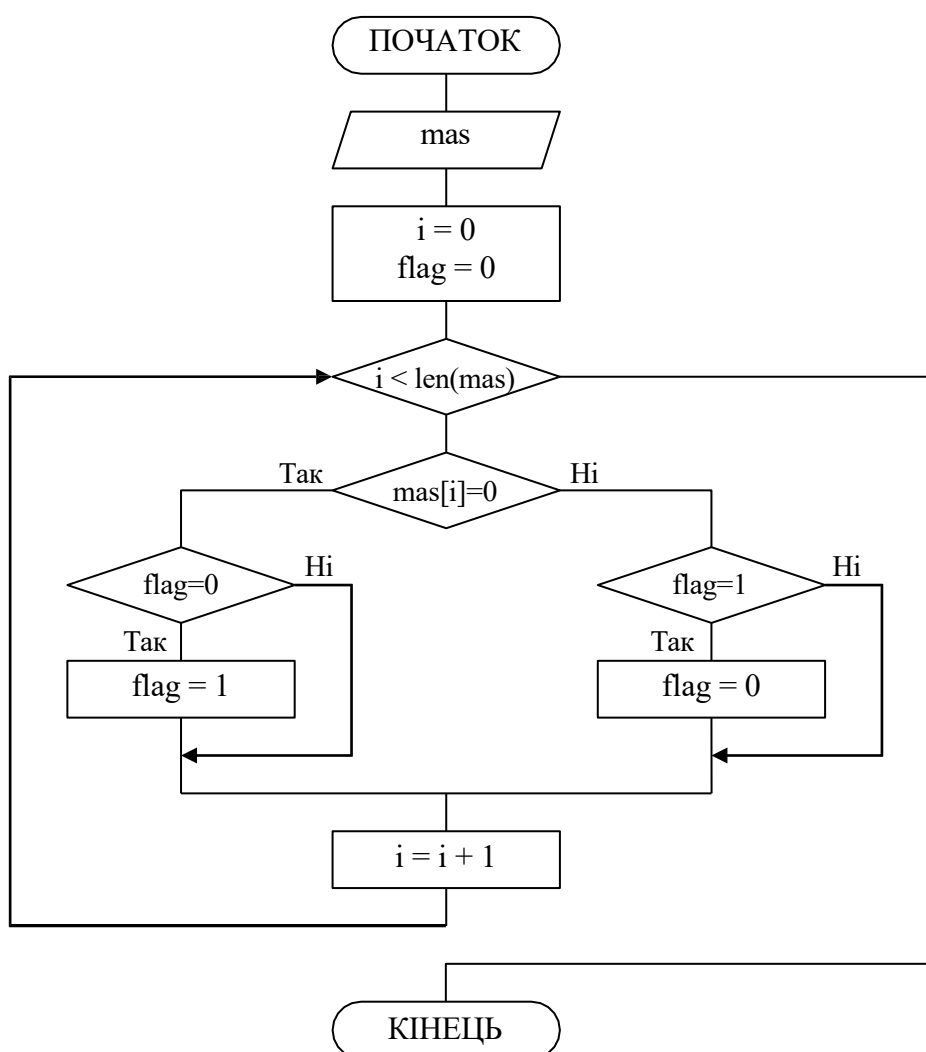 ПОЧАТОК
mas
i = 0
flag = 0
i < len(mas)
Так
mas[i]=0
Ні
flag=0
Ні
flag=1
Ні
Так
flag = 1
Так
flag = 0
i = i + 1
КІНЕЦЬ